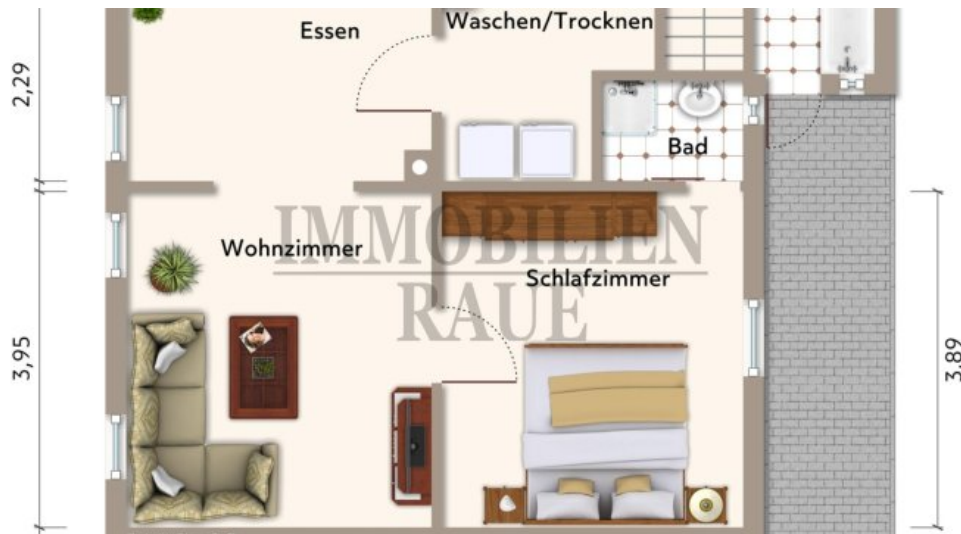 Waschen/Trocknen
Essen
2,29
Bad
IMMOBILIEN
RAUE
Wohnzimmer
Schlafzimmer
3,95
3,89